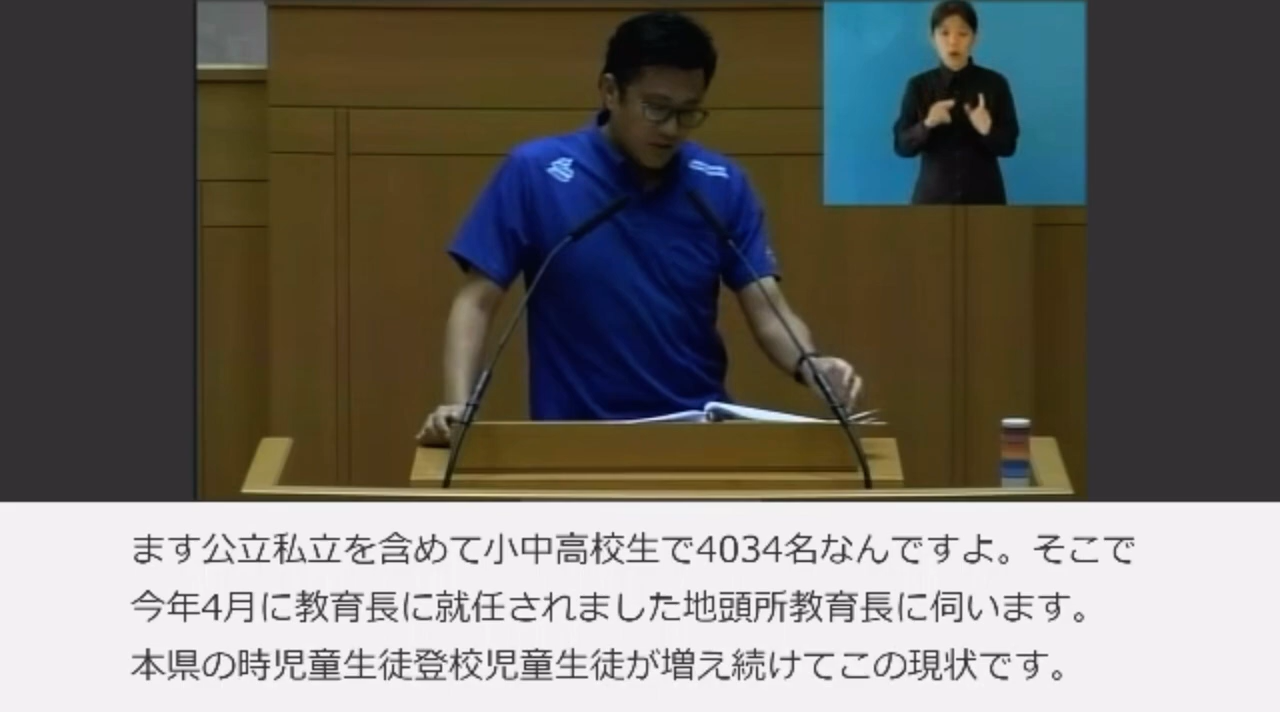 ます公立私立を含めて小中高校生で4034名なんですよ。そこで
今年4月に教育長に就任されました地頭所教育長に伺います。
本県の時児童生徒登校児童生徒が増え続けてこの現状です。